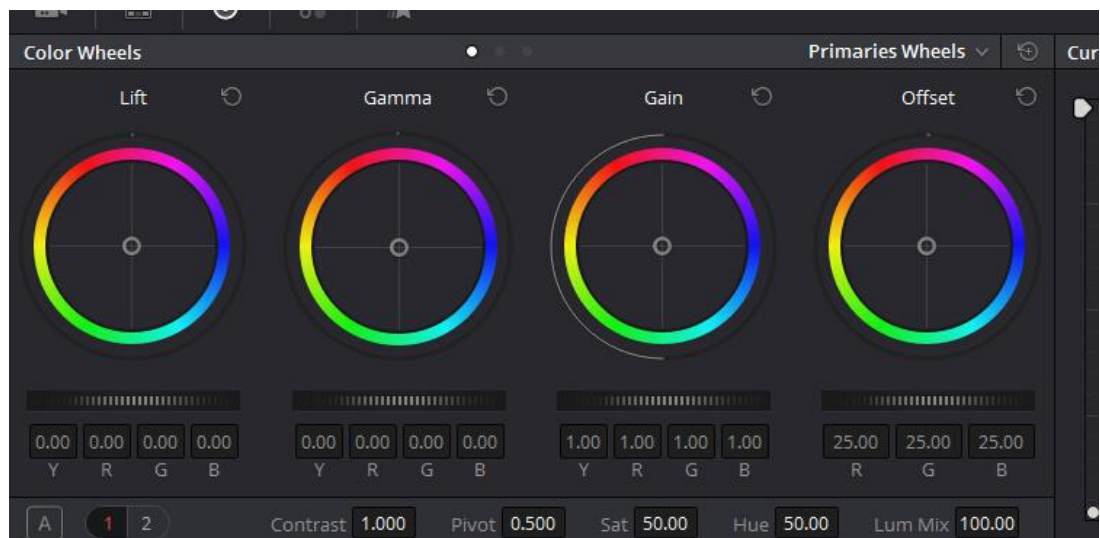 Color Wheels Primaries Wheels Cur
Lift Gamma Gain Offset
0.00 0.00 0.00 0.00 0.00 0.00 0.00 0.00 1.00 1.00 1.00 1.00 25.00 25.00 25.00
Y R G B Y R G B Y R G B R G B
A 1 2 Contrast 1.000 Pivot 0.500 Sat 50.00 Hue 50.00 Lum Mix 100.00